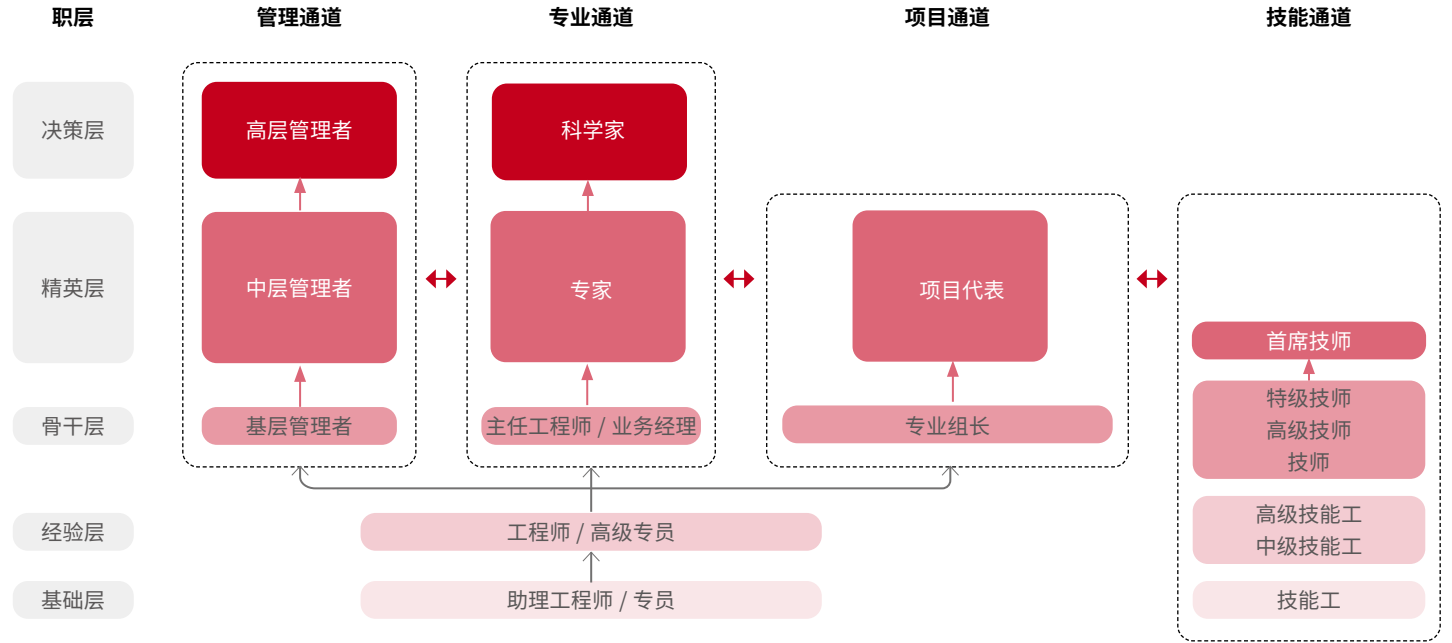 职层
管理通道
专业通道
项目通道
技能通道
决策层
高层管理者
科学家
精英层
中层管理者
专家
项目代表
首席技师
骨干层
基层管理者
主任工程师 / 业务经理
专业组长
特级技师
高级技师
技师
经验层
工程师 / 高级专员
高级技能工
中级技能工
基础层
助理工程师 / 专员
技能工